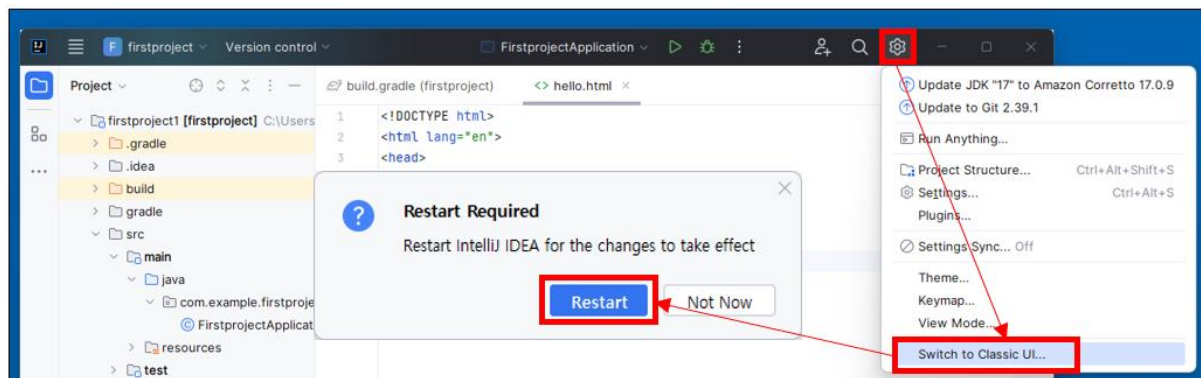 IJ
F firstproject
Version control
FirstprojectApplication
Project
build.gradle (firstproject)
<> hello.html
firstproject1 [firstproject] C:\Users
.gradle
.idea
build
gradle
src
main
java
com.example.firstproje
FirstprojectApplicat
resources
test
1 <!DOCTYPE html>
2 <html lang="en">
3 <head>
Restart Required
Restart IntelliJ IDEA for the changes to take effect
Restart
Not Now
Update JDK "17" to Amazon Corretto 17.0.9
Update to Git 2.39.1
Run Anything...
Project Structure... Ctrl+Alt+Shift+S
Settings... Ctrl+Alt+S
Plugins...
Settings Sync... Off
Theme...
Keymap...
View Mode...
Switch to Classic UI...